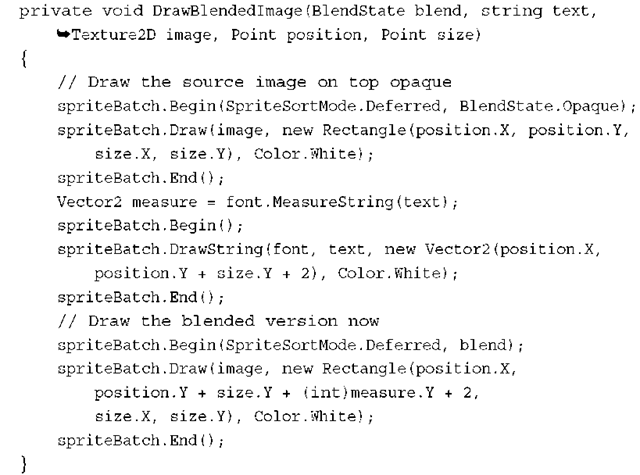 private void DrawBlendedImage(BlendState blend, string text,
➥Texture2D image, Point position, Point size)
{
// Draw the source image on top opaque
spriteBatch.Begin(SpriteSortMode.Deferred, BlendState.Opaque);
spriteBatch.Draw(image, new Rectangle(position.X, position.Y,
size.X, size.Y), Color.White);
spriteBatch.End();
Vector2 measure = font.MeasureString(text);
spriteBatch.Begin();
spriteBatch.DrawString(font, text, new Vector2(position.X,
position.Y + size.Y + 2), Color.White);
spriteBatch.End();
// Draw the blended version now
spriteBatch.Begin(SpriteSortMode.Deferred, blend);
spriteBatch.Draw(image, new Rectangle(position.X,
position.Y + size.Y + (int)measure.Y + 2,
size.X, size.Y), Color.White);
spriteBatch.End();
}